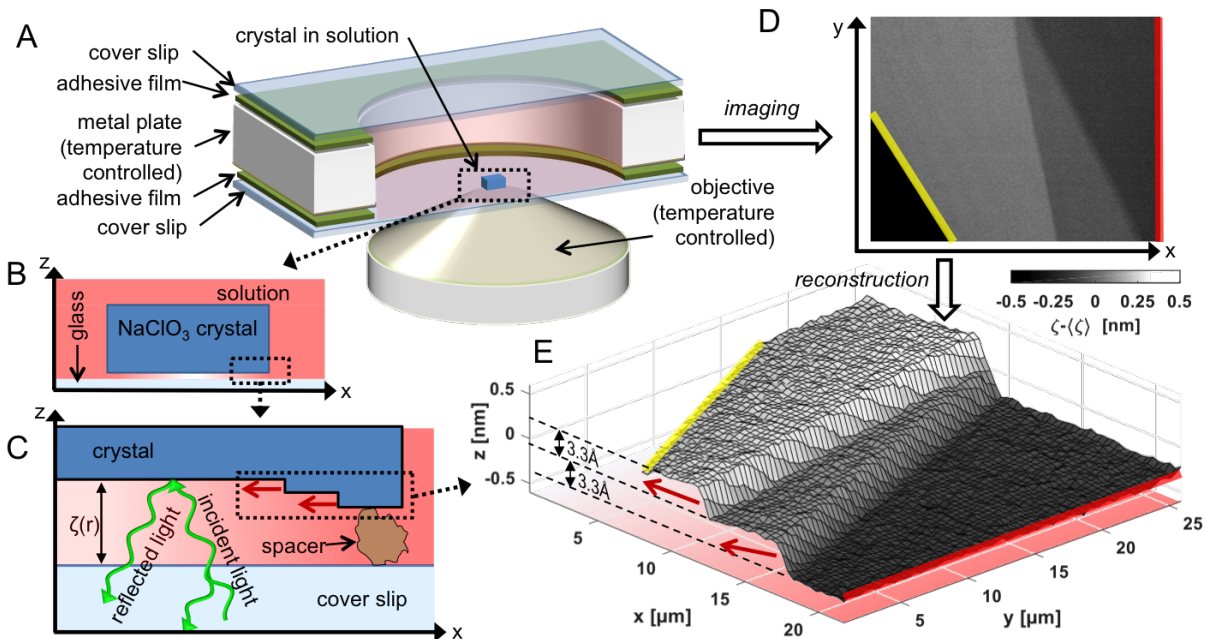 A
cover slip
adhesive film
metal plate
(temperature
controlled)
adhesive film
cover slip
crystal in solution
objective
(temperature
controlled)
imaging
D
y
x
reconstruction
-0.5 -0.25 0 0.25 0.5
ζ-⟨ζ⟩ [nm]
B
z
glass
solution
NaClO₃ crystal
x
C
z
crystal
ζ(r)
reflected light
incident light
spacer
cover slip
x
E
z [nm]
0.5
0
-0.5
3.3Å
3.3Å
5
10
15
20
x [µm]
5
10
15
20
25
y [µm]